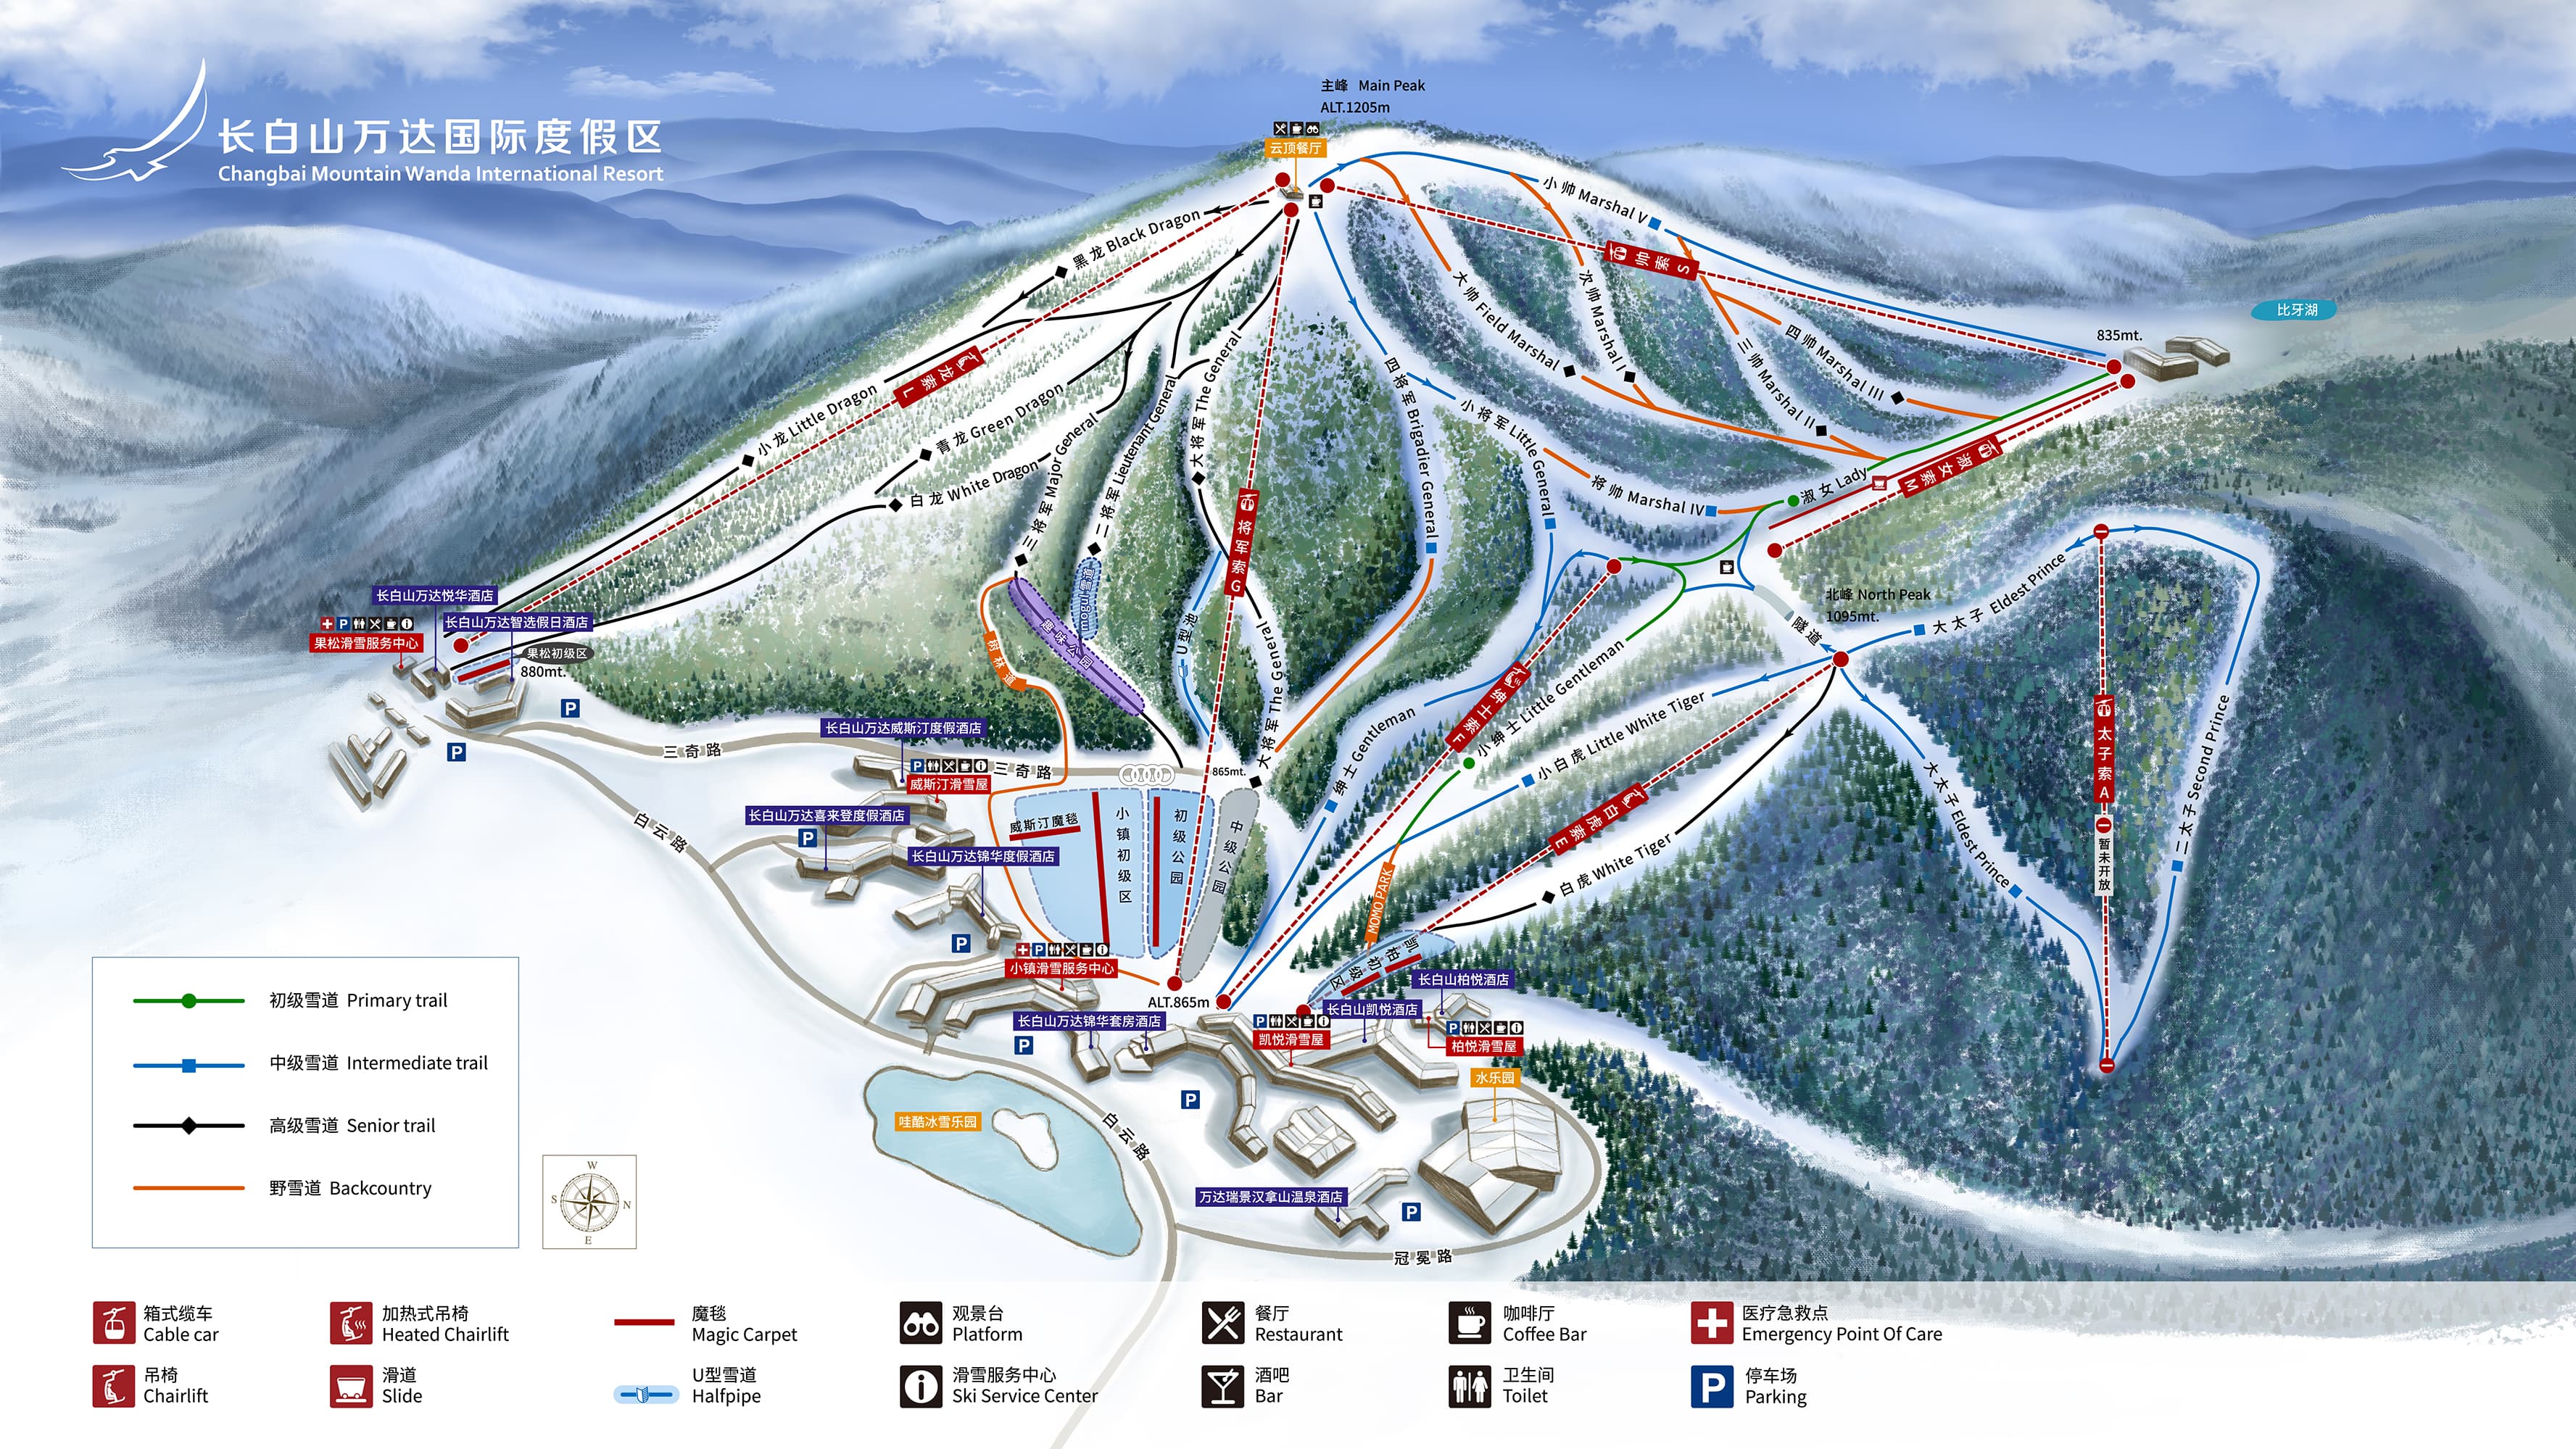 长白山万达国际度假区
Changbai Mountain Wanda International Resort
主峰 Main Peak
ALT.1205m
云顶餐厅
小帅 Marshal V
黑龙 Black Dragon
帅索 S
比牙湖
835mt.
大帅 Field Marshal
次帅 Marshal I
三帅 Marshal II
四帅 Marshal III
龙索 L
小龙 Little Dragon
青龙 Green Dragon
白龙 White Dragon
三将军 Major General
二将军 Lieutenant General
大将军 The General
四将军 Brigadier General
小将军 Little General
将帅 Marshal IV
淑女 Lady
淑女索 M
将军索 G
大将军 The General
mogul 雪道
U型池
趣味公园
树林道
北峰 North Peak
1095mt.
隧道
大太子 Eldest Prince
大太子 Eldest Prince
二太子 Second Prince
太子索 A
暂未开放
绅士 Gentleman
绅士索 F
小绅士 Little Gentleman
小白虎 Little White Tiger
白虎索 E
白虎 White Tiger
MOMO PARK
长白山万达悦华酒店
长白山万达智选假日酒店
果松滑雪服务中心
果松初级区
880mt.
三奇路
三奇路
白云路
长白山万达威斯汀度假酒店
威斯汀滑雪屋
长白山万达喜来登度假酒店
长白山万达锦华度假酒店
865mt.
威斯汀魔毯
小镇初级区
初级公园
中级公园
小镇滑雪服务中心
ALT.865m
凯柏初级区
长白山万达锦华套房酒店
长白山柏悦酒店
长白山凯悦酒店
凯悦滑雪屋
柏悦滑雪屋
水乐园
哇酷冰雪乐园
白云路
万达瑞景汉拿山温泉酒店
冠冕路
P
P
P
P
P
P
P
初级雪道 Primary trail
中级雪道 Intermediate trail
高级雪道 Senior trail
野雪道 Backcountry
W
S
N
E
箱式缆车
Cable car
加热式吊椅
Heated Chairlift
魔毯
Magic Carpet
观景台
Platform
餐厅
Restaurant
咖啡厅
Coffee Bar
医疗急救点
Emergency Point Of Care
吊椅
Chairlift
滑道
Slide
U型雪道
Halfpipe
滑雪服务中心
Ski Service Center
酒吧
Bar
卫生间
Toilet
P
停车场
Parking